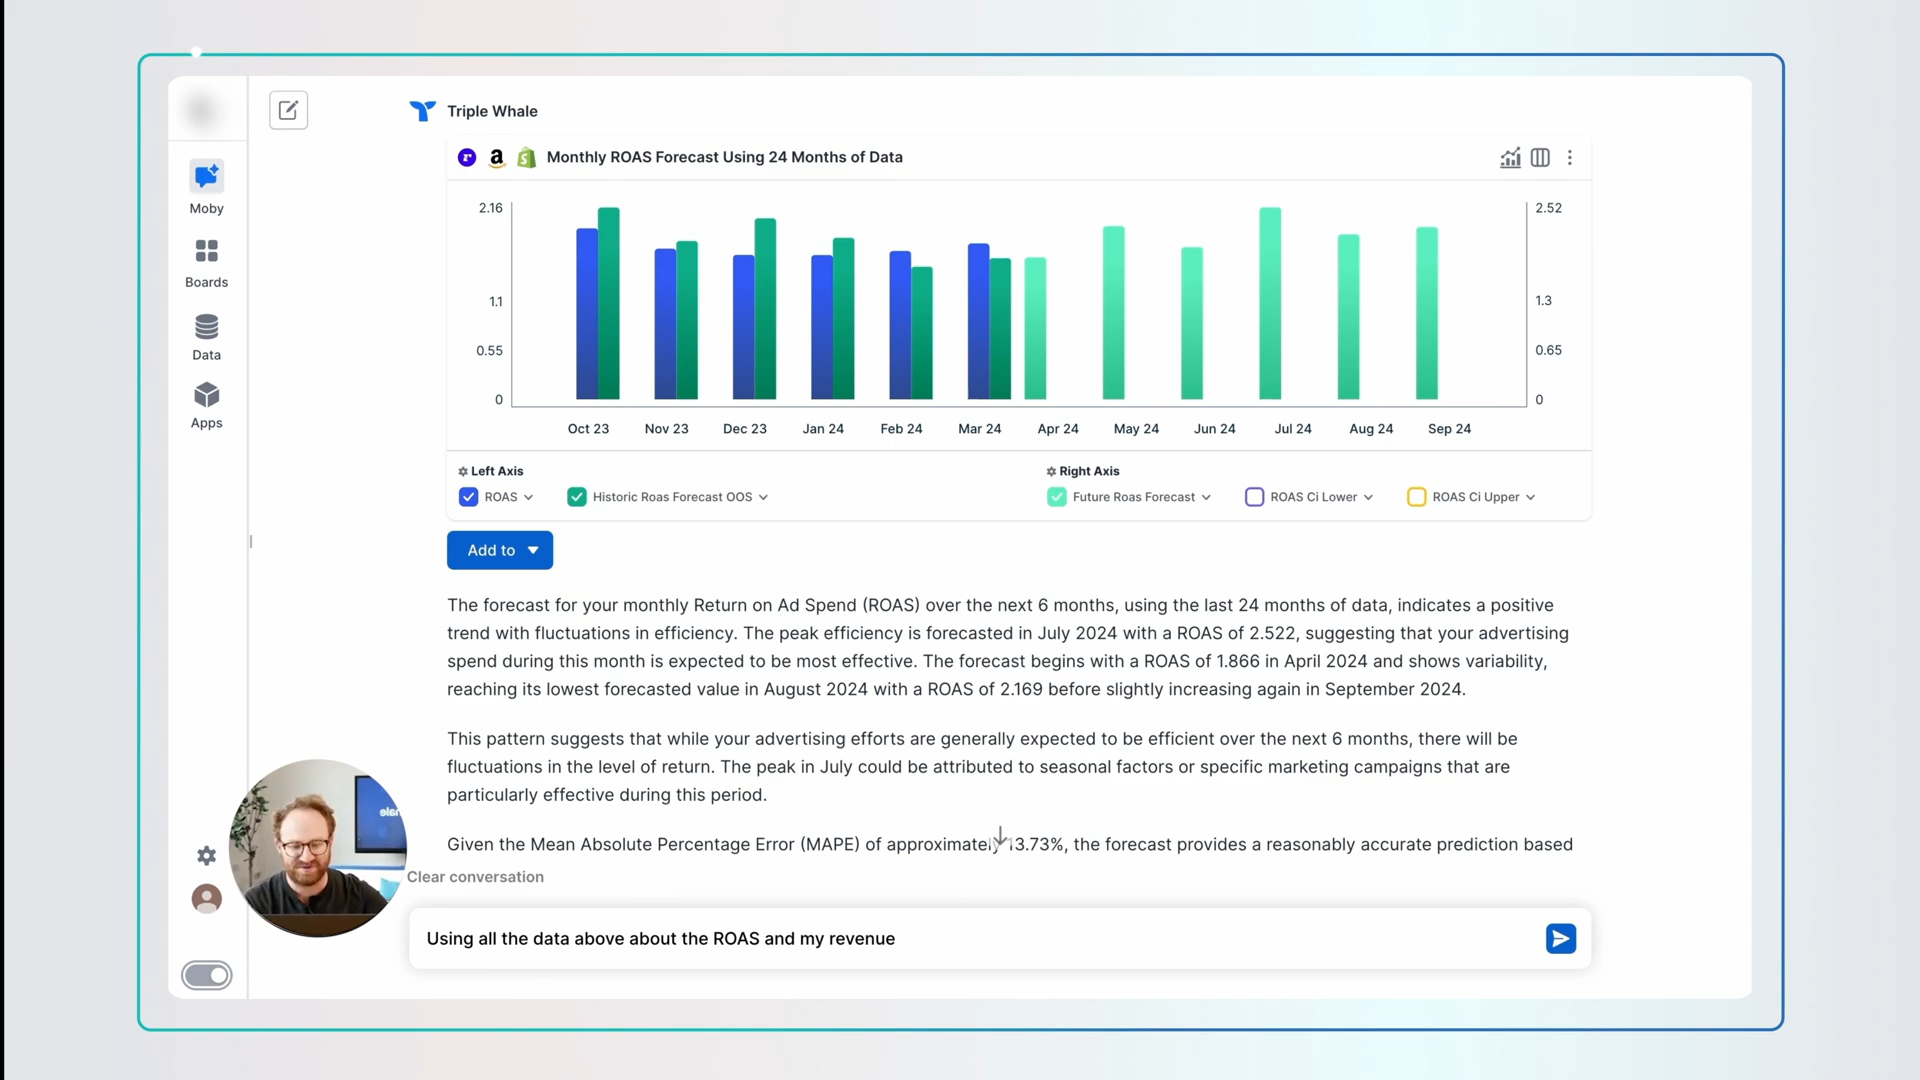 Triple Whale
Monthly ROAS Forecast Using 24 Months of Data
Moby
Boards
Data
Apps
2.16
1.1
0.55
0
2.52
1.3
0.65
0
Oct 23 Nov 23 Dec 23 Jan 24 Feb 24 Mar 24 Apr 24 May 24 Jun 24 Jul 24 Aug 24 Sep 24
Left Axis
ROAS Historic Roas Forecast OOS
Right Axis
Future Roas Forecast ROAS Ci Lower ROAS Ci Upper
Add to
The forecast for your monthly Return on Ad Spend (ROAS) over the next 6 months, using the last 24 months of data, indicates a positive
trend with fluctuations in efficiency. The peak efficiency is forecasted in July 2024 with a ROAS of 2.522, suggesting that your advertising
spend during this month is expected to be most effective. The forecast begins with a ROAS of 1.866 in April 2024 and shows variability,
reaching its lowest forecasted value in August 2024 with a ROAS of 2.169 before slightly increasing again in September 2024.
This pattern suggests that while your advertising efforts are generally expected to be efficient over the next 6 months, there will be
fluctuations in the level of return. The peak in July could be attributed to seasonal factors or specific marketing campaigns that are
particularly effective during this period.
Given the Mean Absolute Percentage Error (MAPE) of approximately 13.73%, the forecast provides a reasonably accurate prediction based
Clear conversation
Using all the data above about the ROAS and my revenue